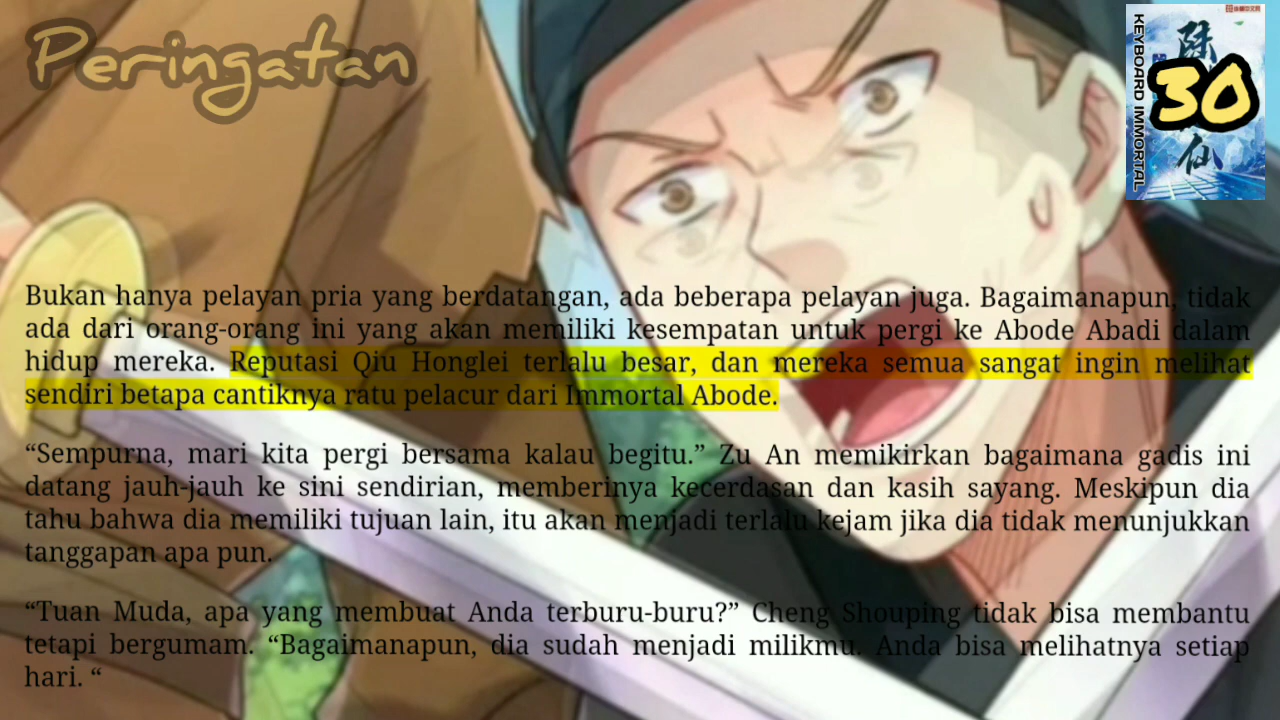 Peringatan
陆
30
仙
KEYBOARD IMMORTAL
Bukan hanya pelayan pria yang berdatangan, ada beberapa pelayan juga. Bagaimanapun, tidak
ada dari orang-orang ini yang akan memiliki kesempatan untuk pergi ke Abode Abadi dalam
hidup mereka. Reputasi Qiu Honglei terlalu besar, dan mereka semua sangat ingin melihat
sendiri betapa cantiknya ratu pelacur dari Immortal Abode.
“Sempurna, mari kita pergi bersama kalau begitu.” Zu An memikirkan bagaimana gadis ini
datang jauh-jauh ke sini sendirian, memberinya kecerdasan dan kasih sayang. Meskipun dia
tahu bahwa dia memiliki tujuan lain, itu akan menjadi terlalu kejam jika dia tidak menunjukkan
tanggapan apa pun.
“Tuan Muda, apa yang membuat Anda terburu-buru?” Cheng Shouping tidak bisa membantu
tetapi bergumam. “Bagaimanapun, dia sudah menjadi milikmu. Anda bisa melihatnya setiap
hari. “